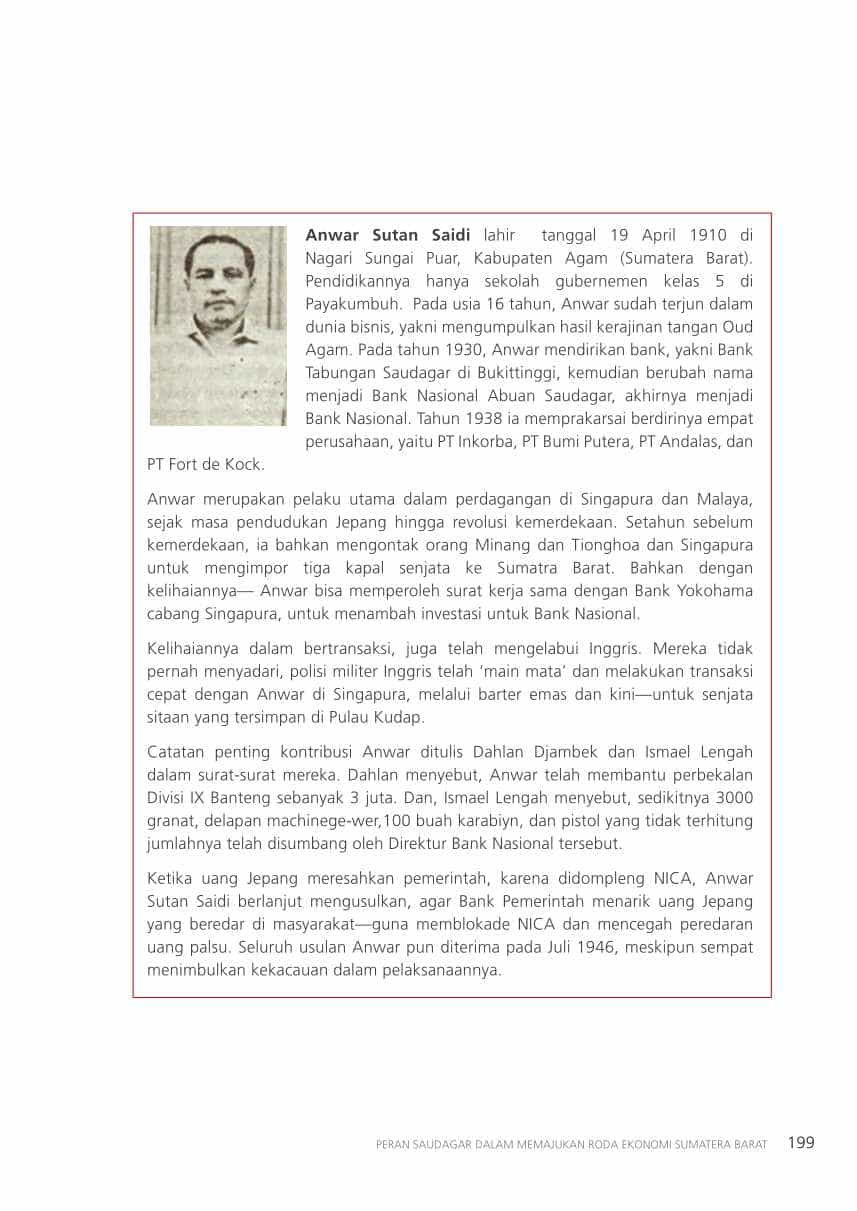 Anwar Sutan Saidi lahir tanggal 19 April 1910 di
Nagari Sungai Puar, Kabupaten Agam (Sumatera Barat).
Pendidikannya hanya sekolah gubernemen kelas 5 di
Payakumbuh. Pada usia 16 tahun, Anwar sudah terjun dalam
dunia bisnis, yakni mengumpulkan hasil kerajinan tangan Oud
Agam. Pada tahun 1930, Anwar mendirikan bank, yakni Bank
Tabungan Saudagar di Bukittinggi, kemudian berubah nama
menjadi Bank Nasional Abuan Saudagar, akhirnya menjadi
Bank Nasional. Tahun 1938 ia memprakarsai berdirinya empat
perusahaan, yaitu PT Inkorba, PT Bumi Putera, PT Andalas, dan
PT Fort de Kock.
Anwar merupakan pelaku utama dalam perdagangan di Singapura dan Malaya,
sejak masa pendudukan Jepang hingga revolusi kemerdekaan. Setahun sebelum
kemerdekaan, ia bahkan mengontak orang Minang dan Tionghoa dan Singapura
untuk mengimpor tiga kapal senjata ke Sumatra Barat. Bahkan dengan
kelihaiannya— Anwar bisa memperoleh surat kerja sama dengan Bank Yokohama
cabang Singapura, untuk menambah investasi untuk Bank Nasional.
Kelihaiannya dalam bertransaksi, juga telah mengelabui Inggris. Mereka tidak
pernah menyadari, polisi militer Inggris telah ‘main mata’ dan melakukan transaksi
cepat dengan Anwar di Singapura, melalui barter emas dan kini—untuk senjata
sitaan yang tersimpan di Pulau Kudap.
Catatan penting kontribusi Anwar ditulis Dahlan Djambek dan Ismael Lengah
dalam surat-surat mereka. Dahlan menyebut, Anwar telah membantu perbekalan
Divisi IX Banteng sebanyak 3 juta. Dan, Ismael Lengah menyebut, sedikitnya 3000
granat, delapan machinege-wer,100 buah karabiyn, dan pistol yang tidak terhitung
jumlahnya telah disumbang oleh Direktur Bank Nasional tersebut.
Ketika uang Jepang meresahkan pemerintah, karena didompleng NICA, Anwar
Sutan Saidi berlanjut mengusulkan, agar Bank Pemerintah menarik uang Jepang
yang beredar di masyarakat—guna memblokade NICA dan mencegah peredaran
uang palsu. Seluruh usulan Anwar pun diterima pada Juli 1946, meskipun sempat
menimbulkan kekacauan dalam pelaksanaannya.
PERAN SAUDAGAR DALAM MEMAJUKAN RODA EKONOMI SUMATERA BARAT 199